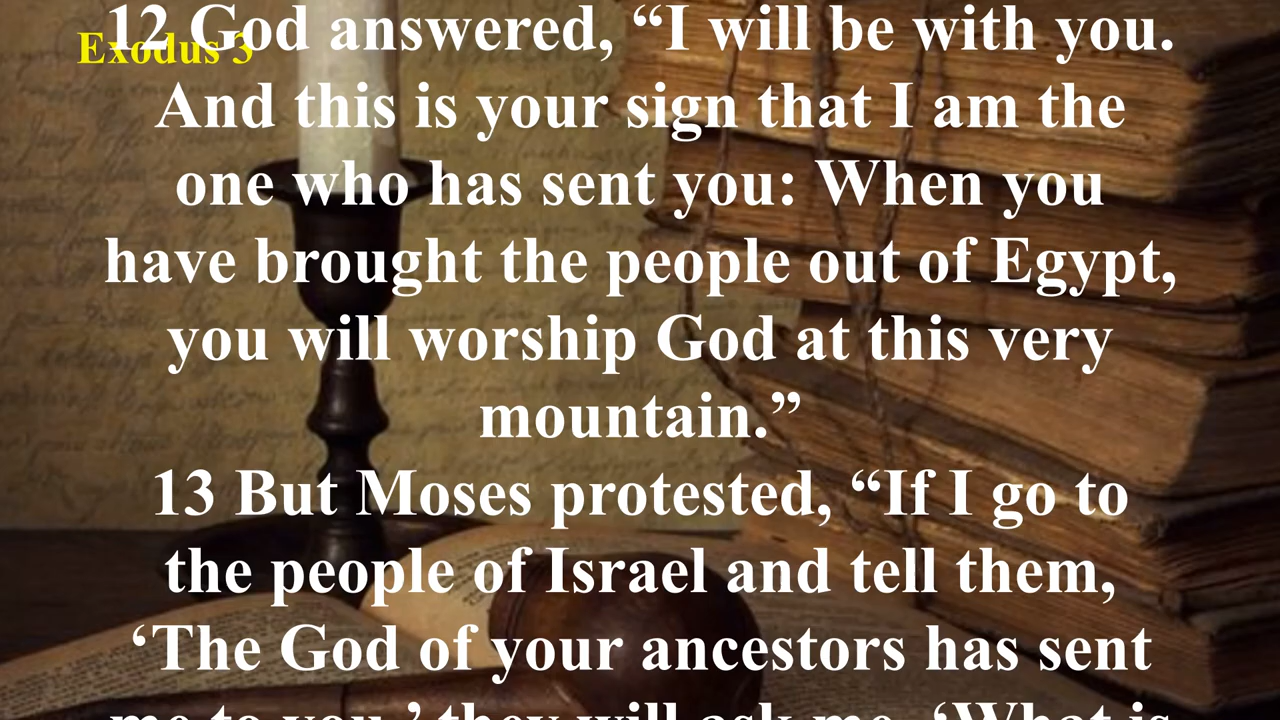 Exodus 3
12 God answered, “I will be with you.
And this is your sign that I am the
one who has sent you: When you
have brought the people out of Egypt,
you will worship God at this very
mountain.”
13 But Moses protested, “If I go to
the people of Israel and tell them,
‘The God of your ancestors has sent
me to you,’ they will ask me, ‘What is